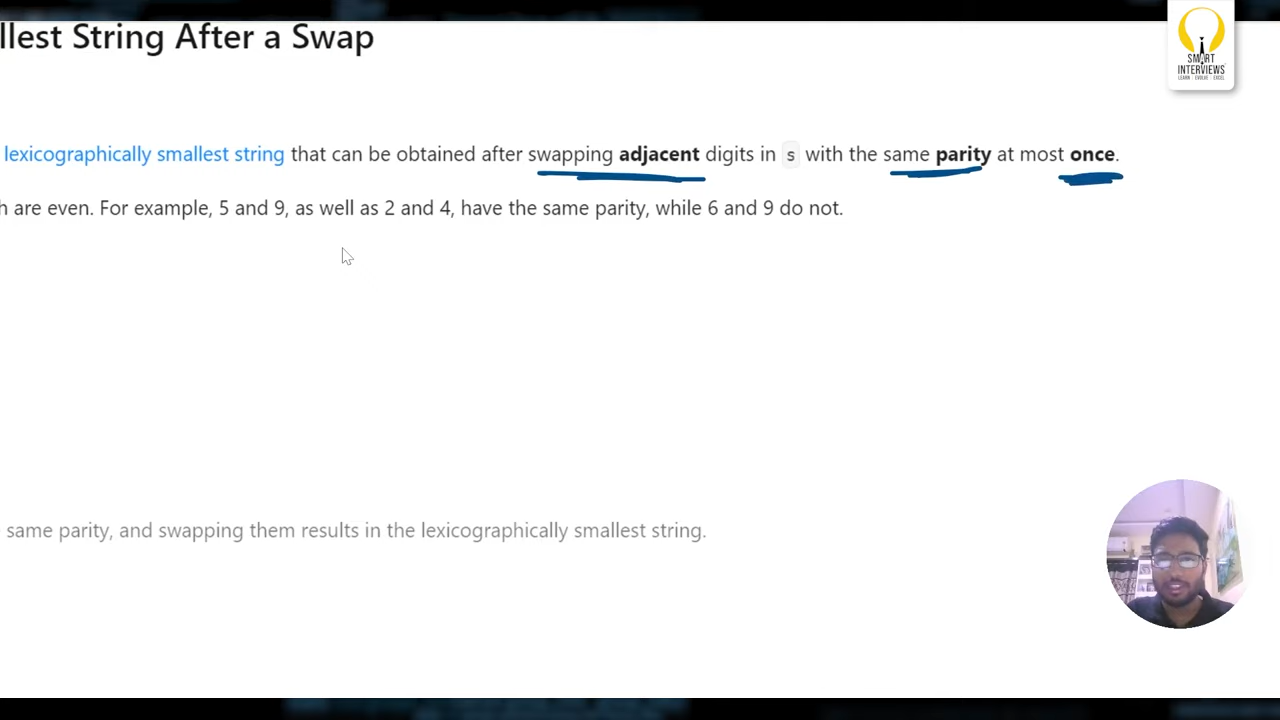 llest String After a Swap
SMART
INTERVIEWS
LEARN | EVOLVE | EXCEL
lexicographically smallest string that can be obtained after swapping adjacent digits in s with the same parity at most once.
h are even. For example, 5 and 9, as well as 2 and 4, have the same parity, while 6 and 9 do not.
same parity, and swapping them results in the lexicographically smallest string.